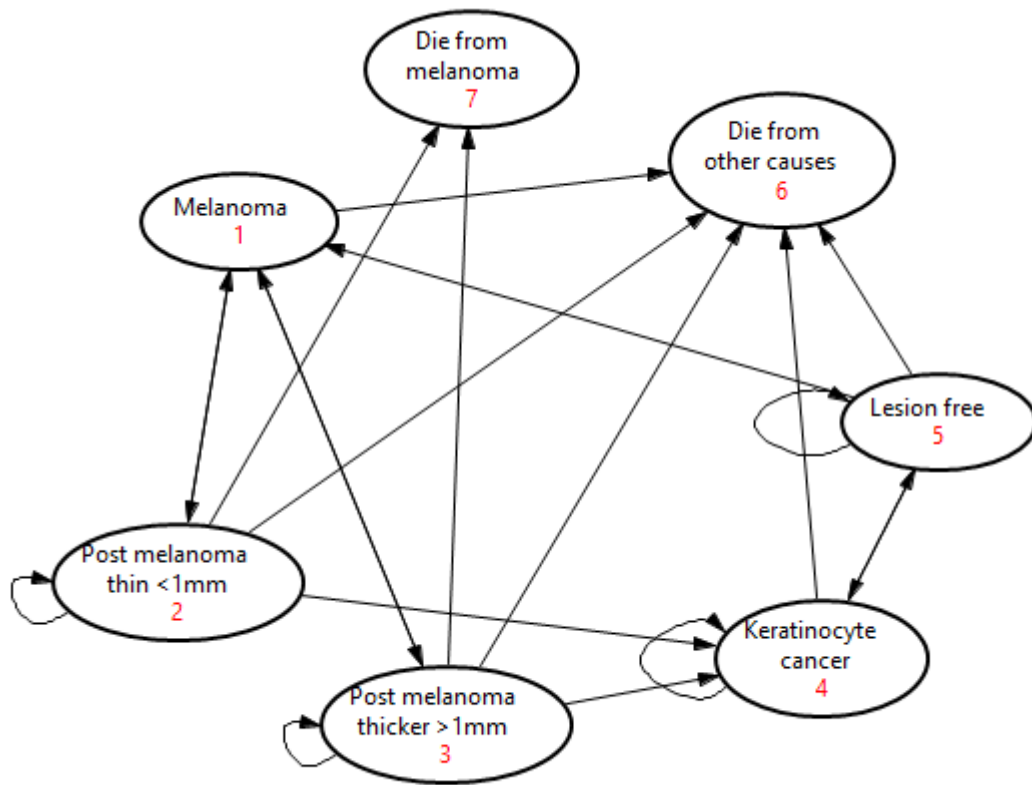 Die from
melanoma
7
Die from
other causes
6
Melanoma
1
Lesion free
5
Post melanoma
thin <1mm
2
Keratinocyte
cancer
4
Post melanoma
thicker >1mm
3